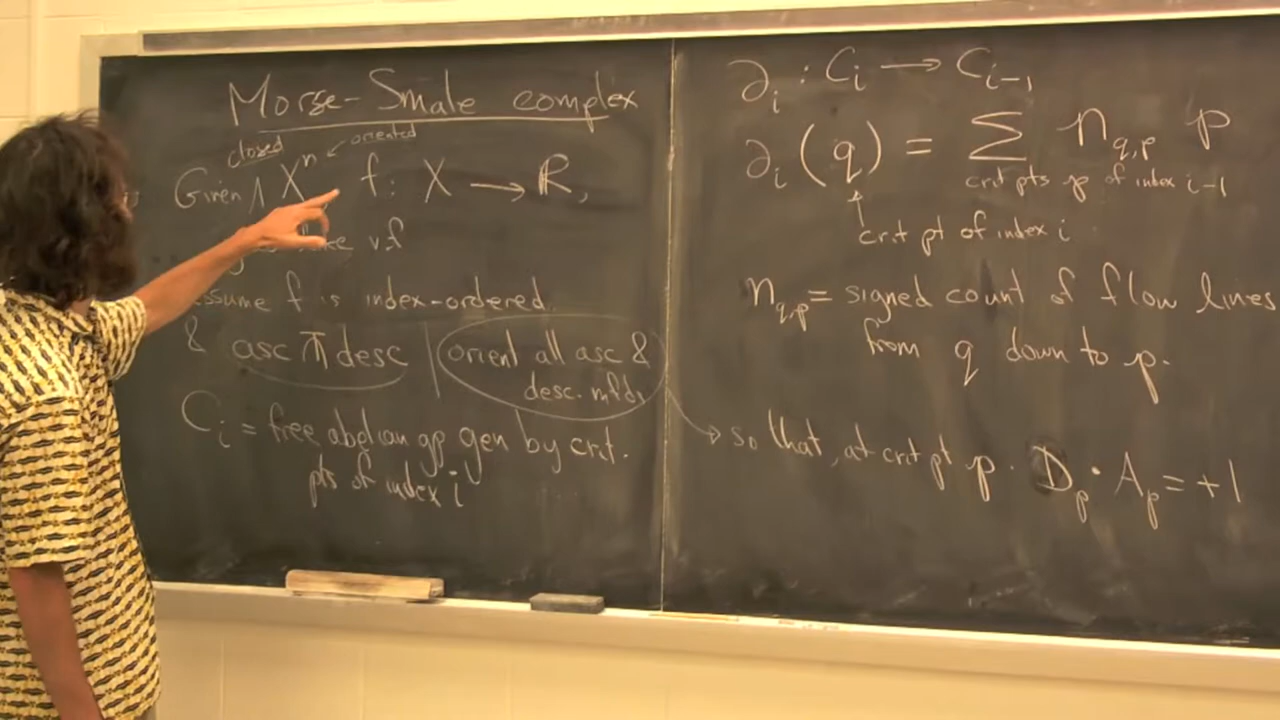 Morse-Smale complex
closed oriented
Given ∧ Xⁿ ← f: X → R,
v.f
assume f is index-ordered
& asc ⋔ desc | orient all asc & desc. mfds
C_i = free abelian gp gen by crit.
pts of index i
∂_i : C_i → C_{i-1}
∂_i (q) = Σ n_{q,p} p
crit pts p of index i-1
↑ crit pt of index i
n_{q,p} = signed count of flow lines
from q down to p.
→ so that, at crit pt p. D_p · A_p = +1